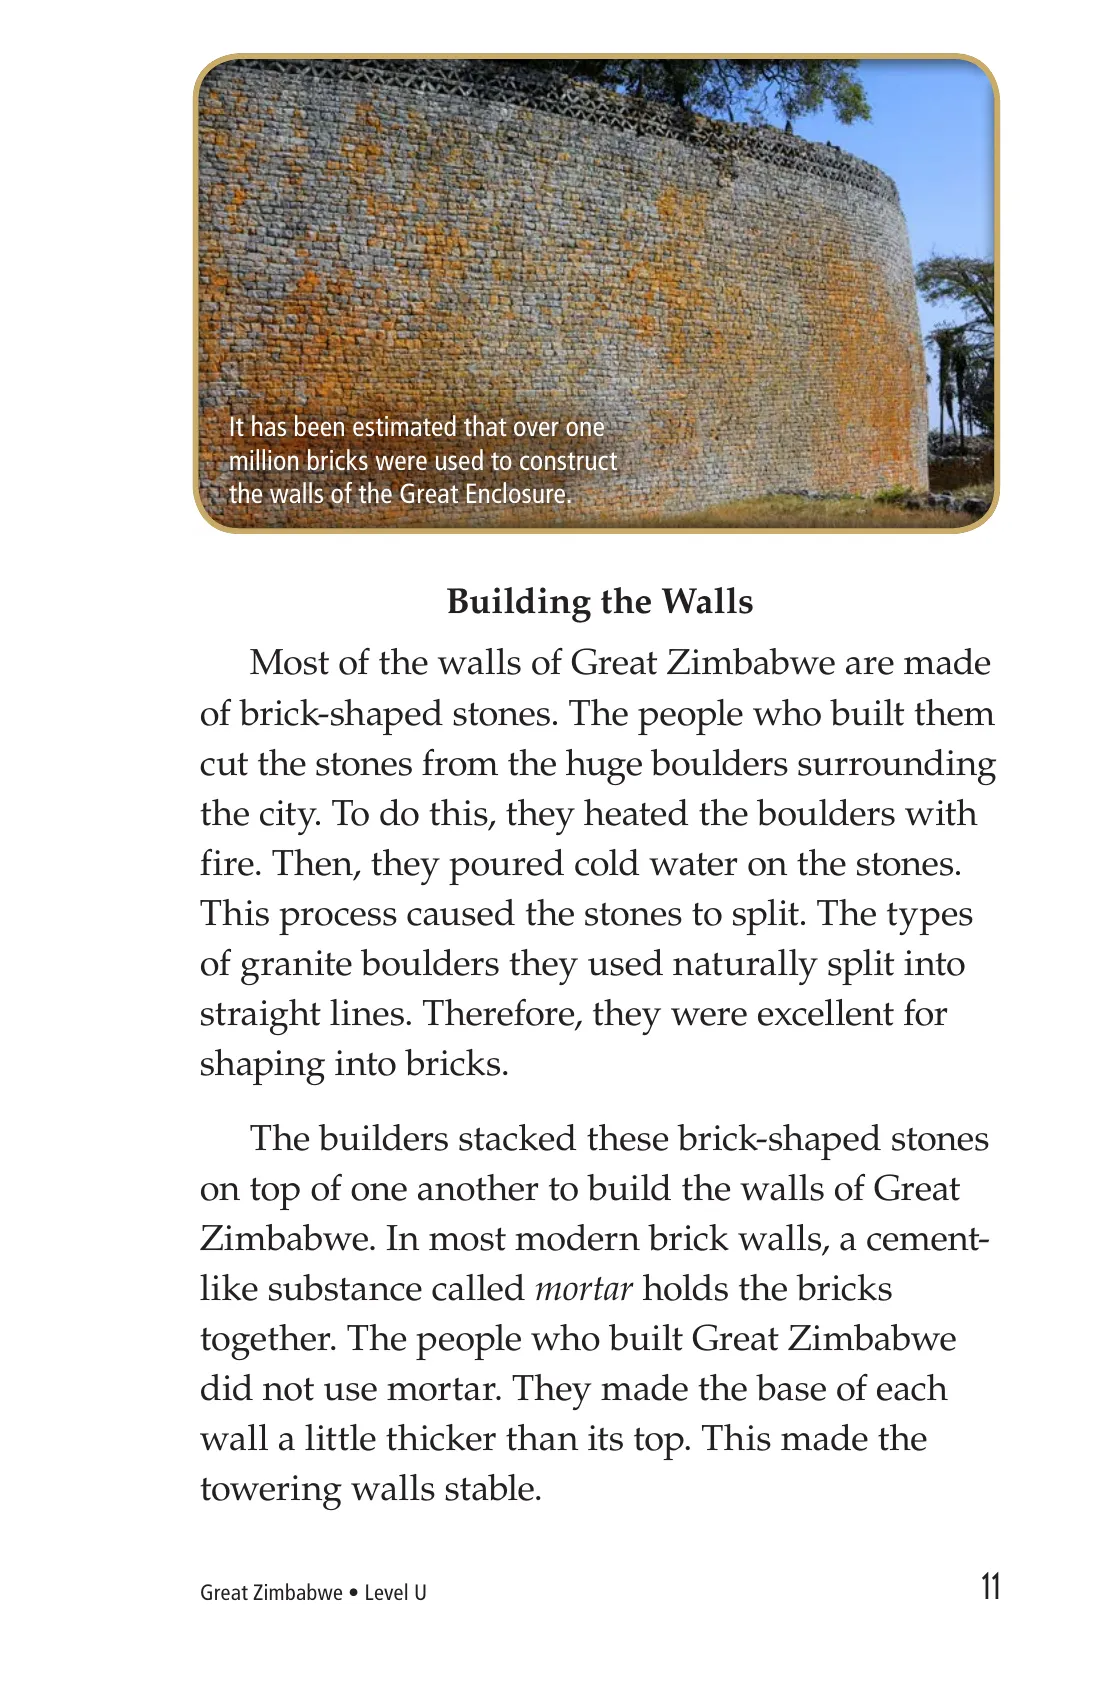 It has been estimated that over one
million bricks were used to construct
the walls of the Great Enclosure.
Building the Walls
Most of the walls of Great Zimbabwe are made
of brick-shaped stones. The people who built them
cut the stones from the huge boulders surrounding
the city. To do this, they heated the boulders with
fire. Then, they poured cold water on the stones.
This process caused the stones to split. The types
of granite boulders they used naturally split into
straight lines. Therefore, they were excellent for
shaping into bricks.
The builders stacked these brick-shaped stones
on top of one another to build the walls of Great
Zimbabwe. In most modern brick walls, a cement-
like substance called mortar holds the bricks
together. The people who built Great Zimbabwe
did not use mortar. They made the base of each
wall a little thicker than its top. This made the
towering walls stable.
Great Zimbabwe • Level U
11